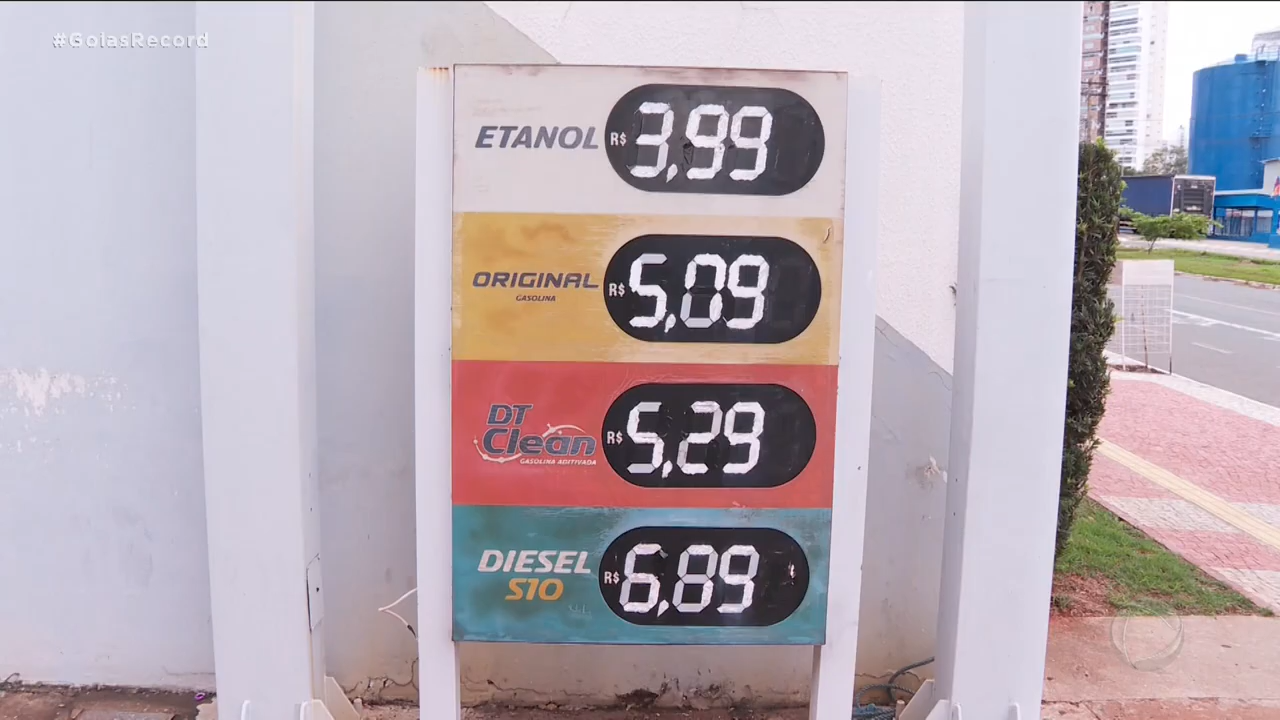 #GoiasRecord
ETANOL R$ 3,99
ORIGINAL R$ 5,09
GASOLINA
DT
Clean R$ 5,29
GASOLINA ADITIVADA
DIESEL R$ 6,89
S10